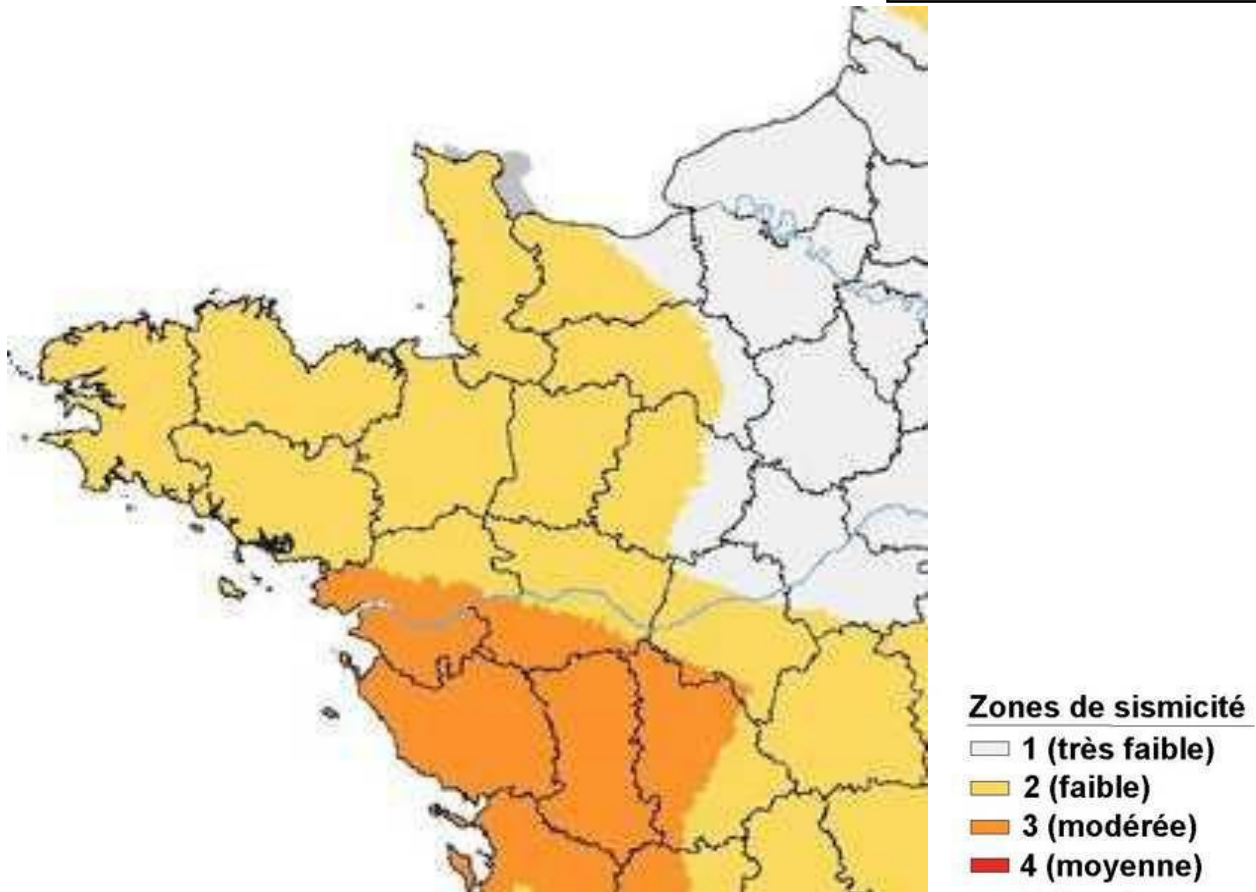 Zones de sismicité
1 (très faible)
2 (faible)
3 (modérée)
4 (moyenne)